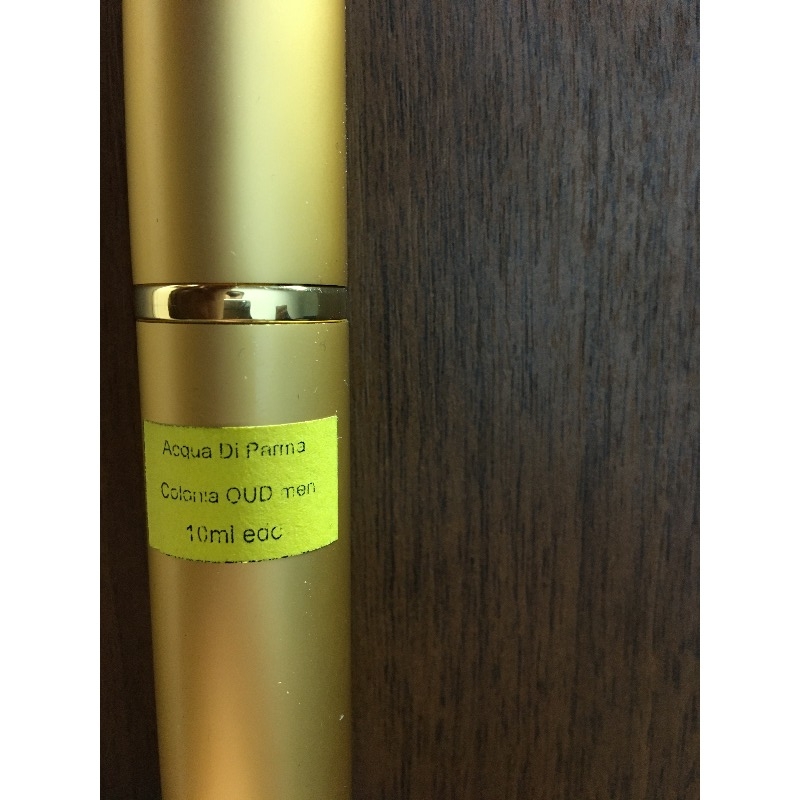 Acqua Di Parma
Colonia OUD men
10ml edc